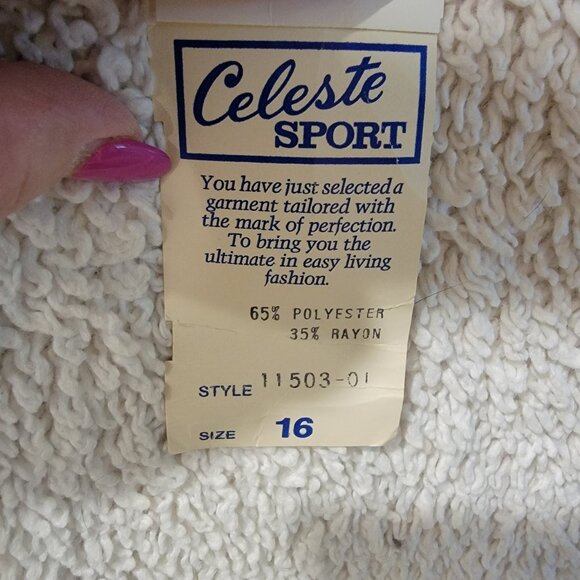 Celeste
SPORT
You have just selected a
garment tailored with
the mark of perfection.
To bring you the
ultimate in easy living
fashion.
65% POLYESTER
35% RAYON
STYLE 11503-01
SIZE 16